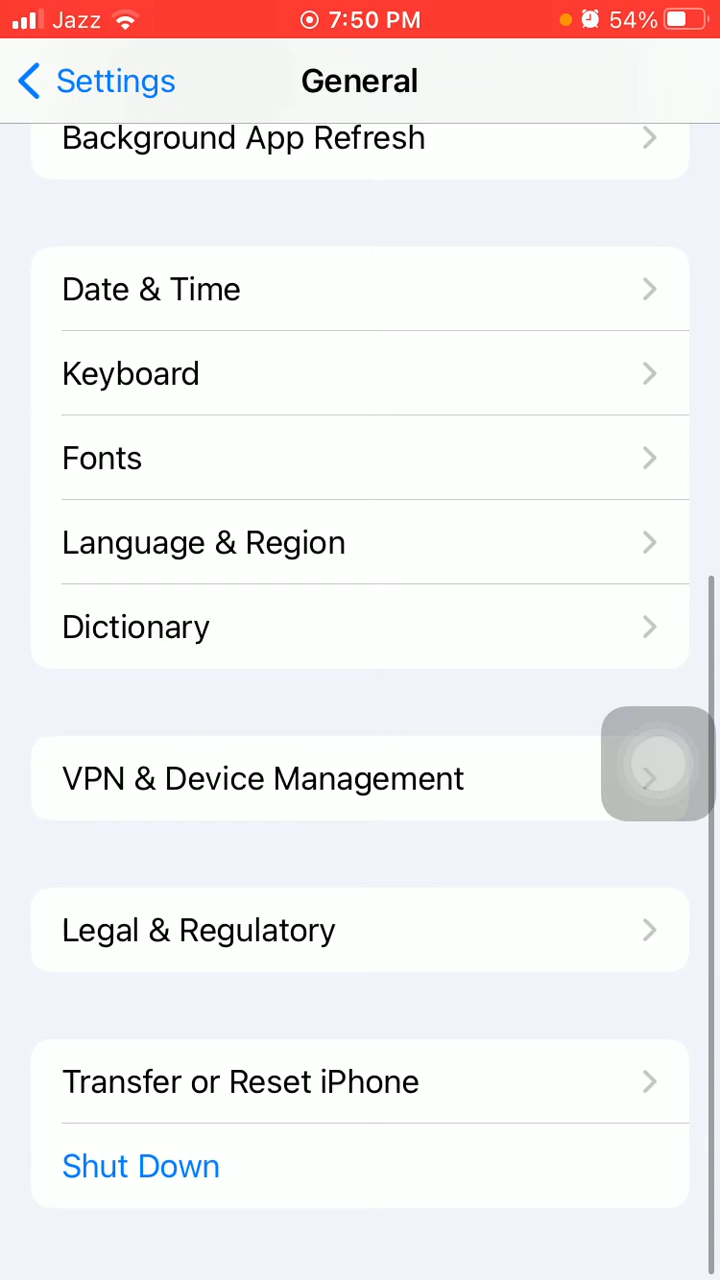 Jazz 7:50 PM 54%
Settings General
Background App Refresh
Date & Time
Keyboard
Fonts
Language & Region
Dictionary
VPN & Device Management
Legal & Regulatory
Transfer or Reset iPhone
Shut Down